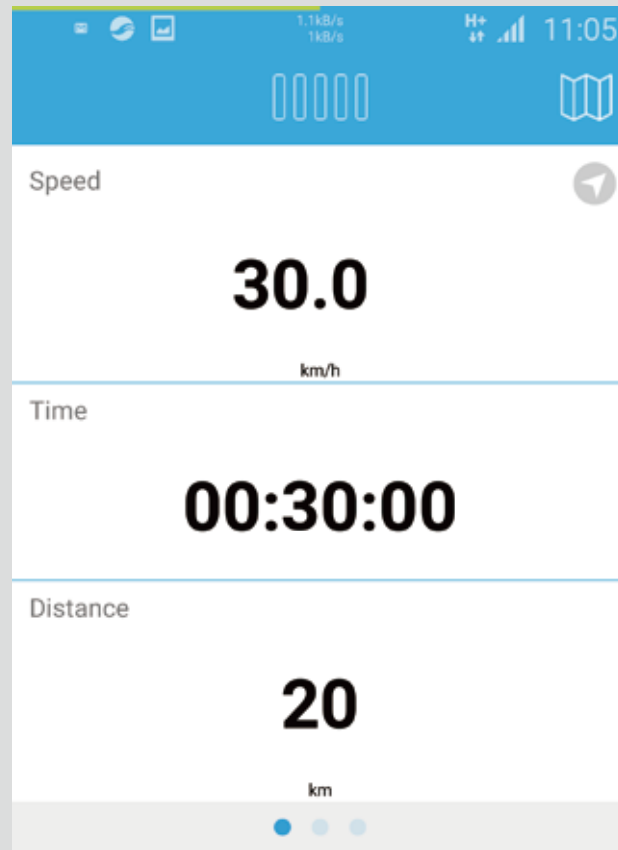 1.1kB/s
1kB/s
H+
11:05
Speed
30.0
km/h
Time
00:30:00
Distance
20
km